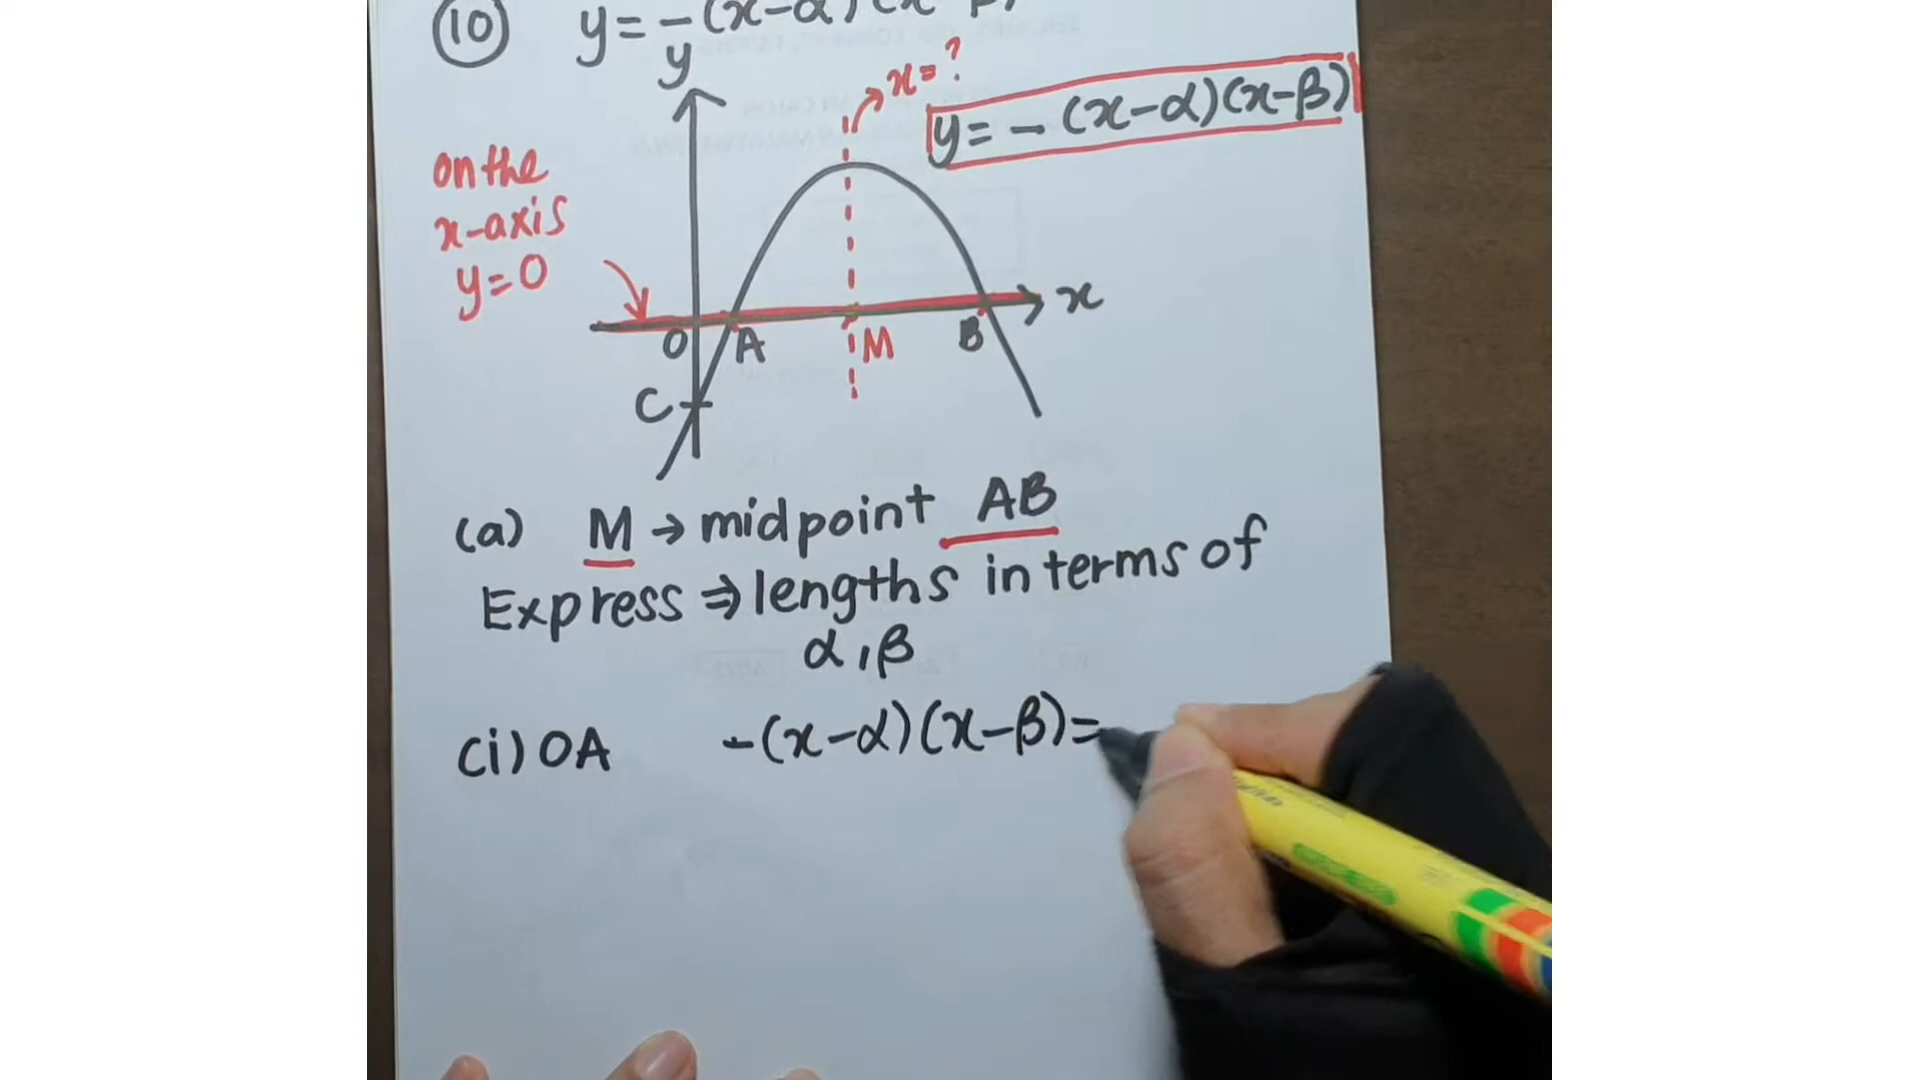 10 y=-(x-α)(x-β)
y
x=?
y=-(x-α)(x-β)
on the
x-axis
y=0
x
O A M B
C
(a) M → midpoint AB
Express ⇒ lengths in terms of
α, β
(i) OA -(x-α)(x-β)=